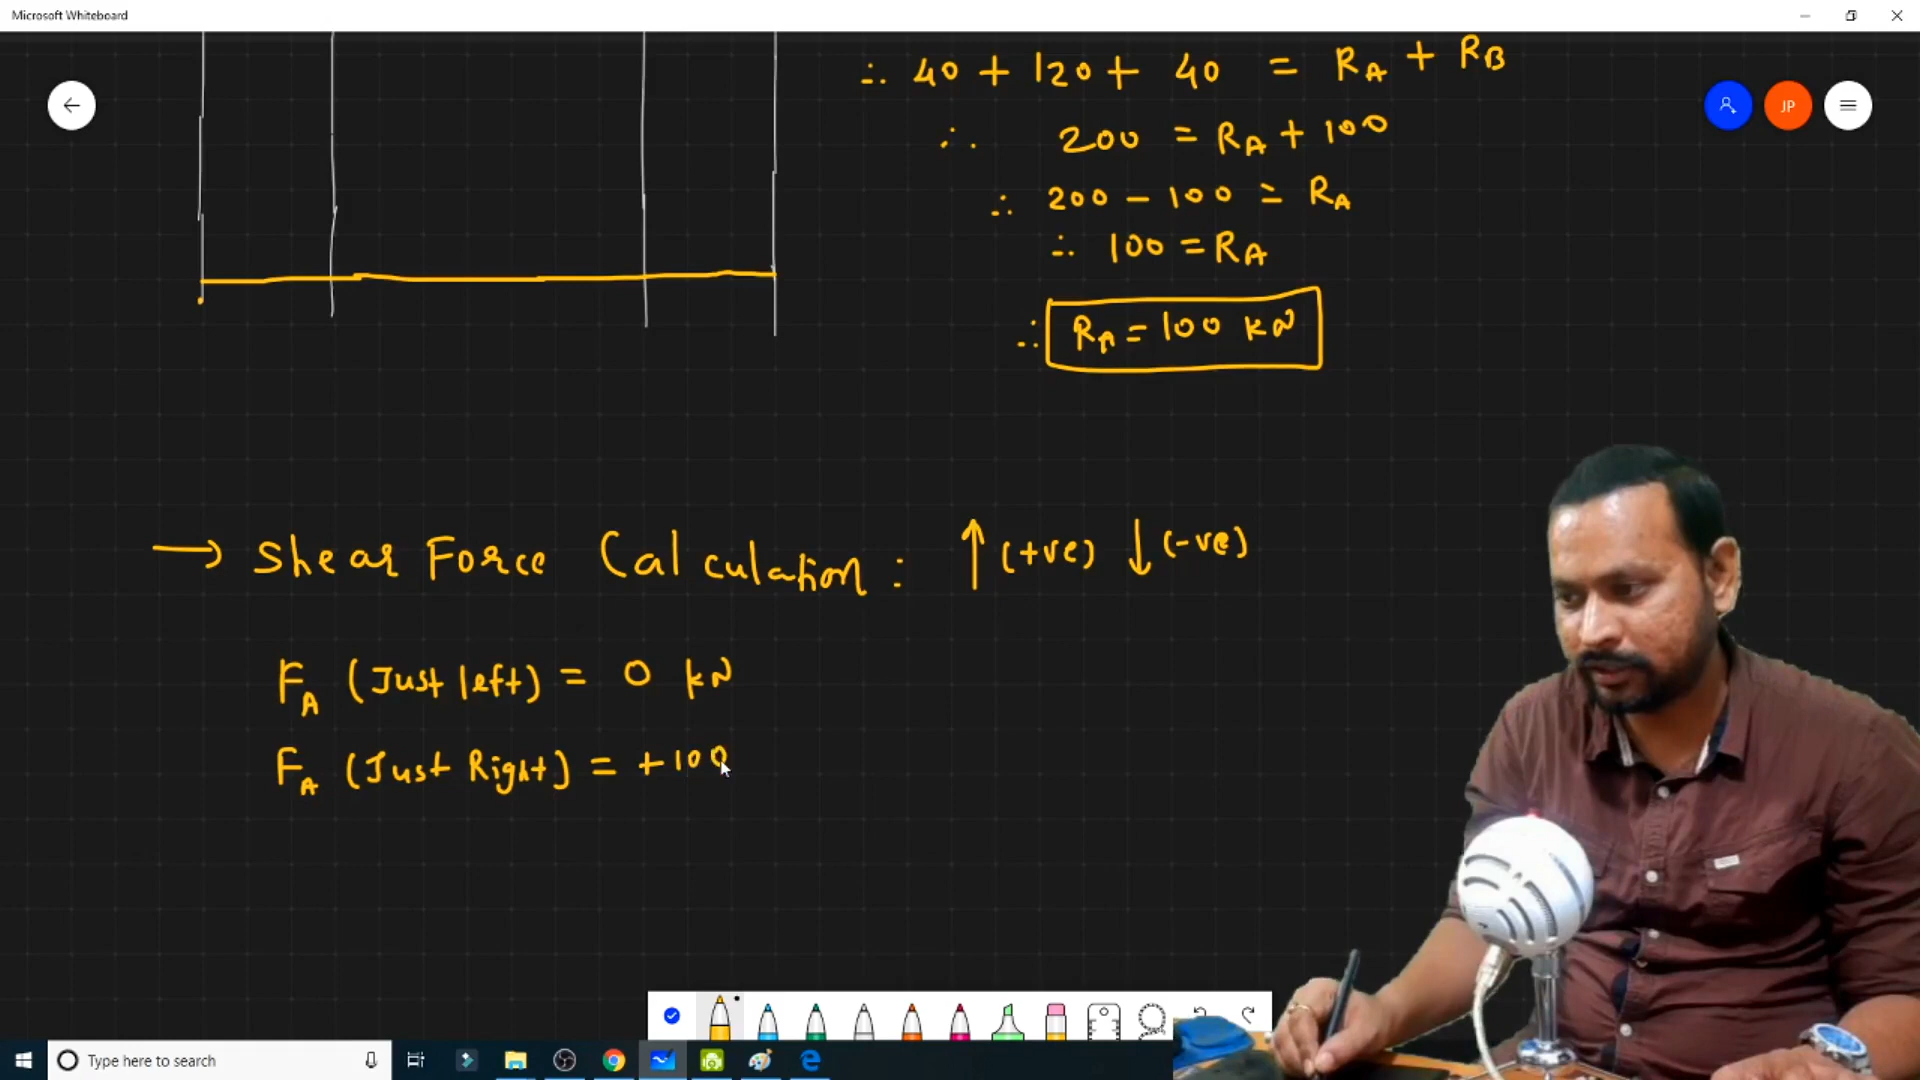 Microsoft Whiteboard
∴ 40 + 120 + 40 = RA + RB
JP
∴ 200 = RA + 100
∴ 200 - 100 = RA
∴ 100 = RA
∴ RA = 100 kN
→ Shear Force Calculation : ↑ (+ve) ↓ (-ve)
FA (Just left) = 0 kN
FA (Just Right) = +100
Type here to search